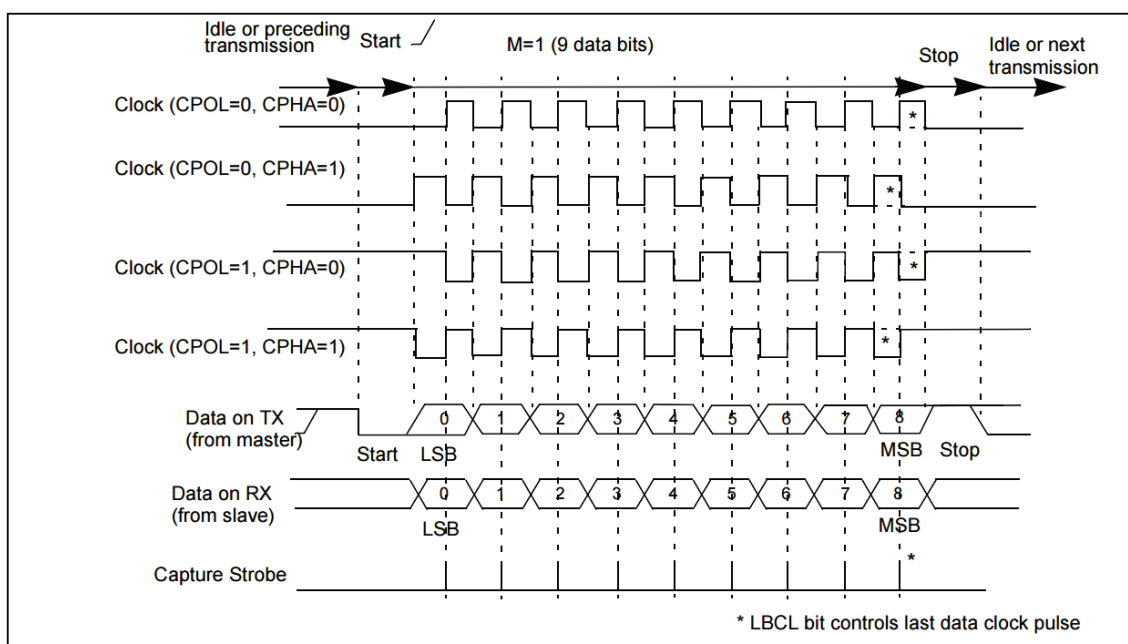 Idle or preceding
transmission
Start
M=1 (9 data bits)
Stop
Idle or next
transmission
Clock (CPOL=0, CPHA=0)
*
Clock (CPOL=0, CPHA=1)
*
Clock (CPOL=1, CPHA=0)
*
Clock (CPOL=1, CPHA=1)
*
Data on TX
(from master)
0 1 2 3 4 5 6 7 8
Start LSB MSB Stop
Data on RX
(from slave)
0 1 2 3 4 5 6 7 8
LSB MSB
*
Capture Strobe
* LBCL bit controls last data clock pulse